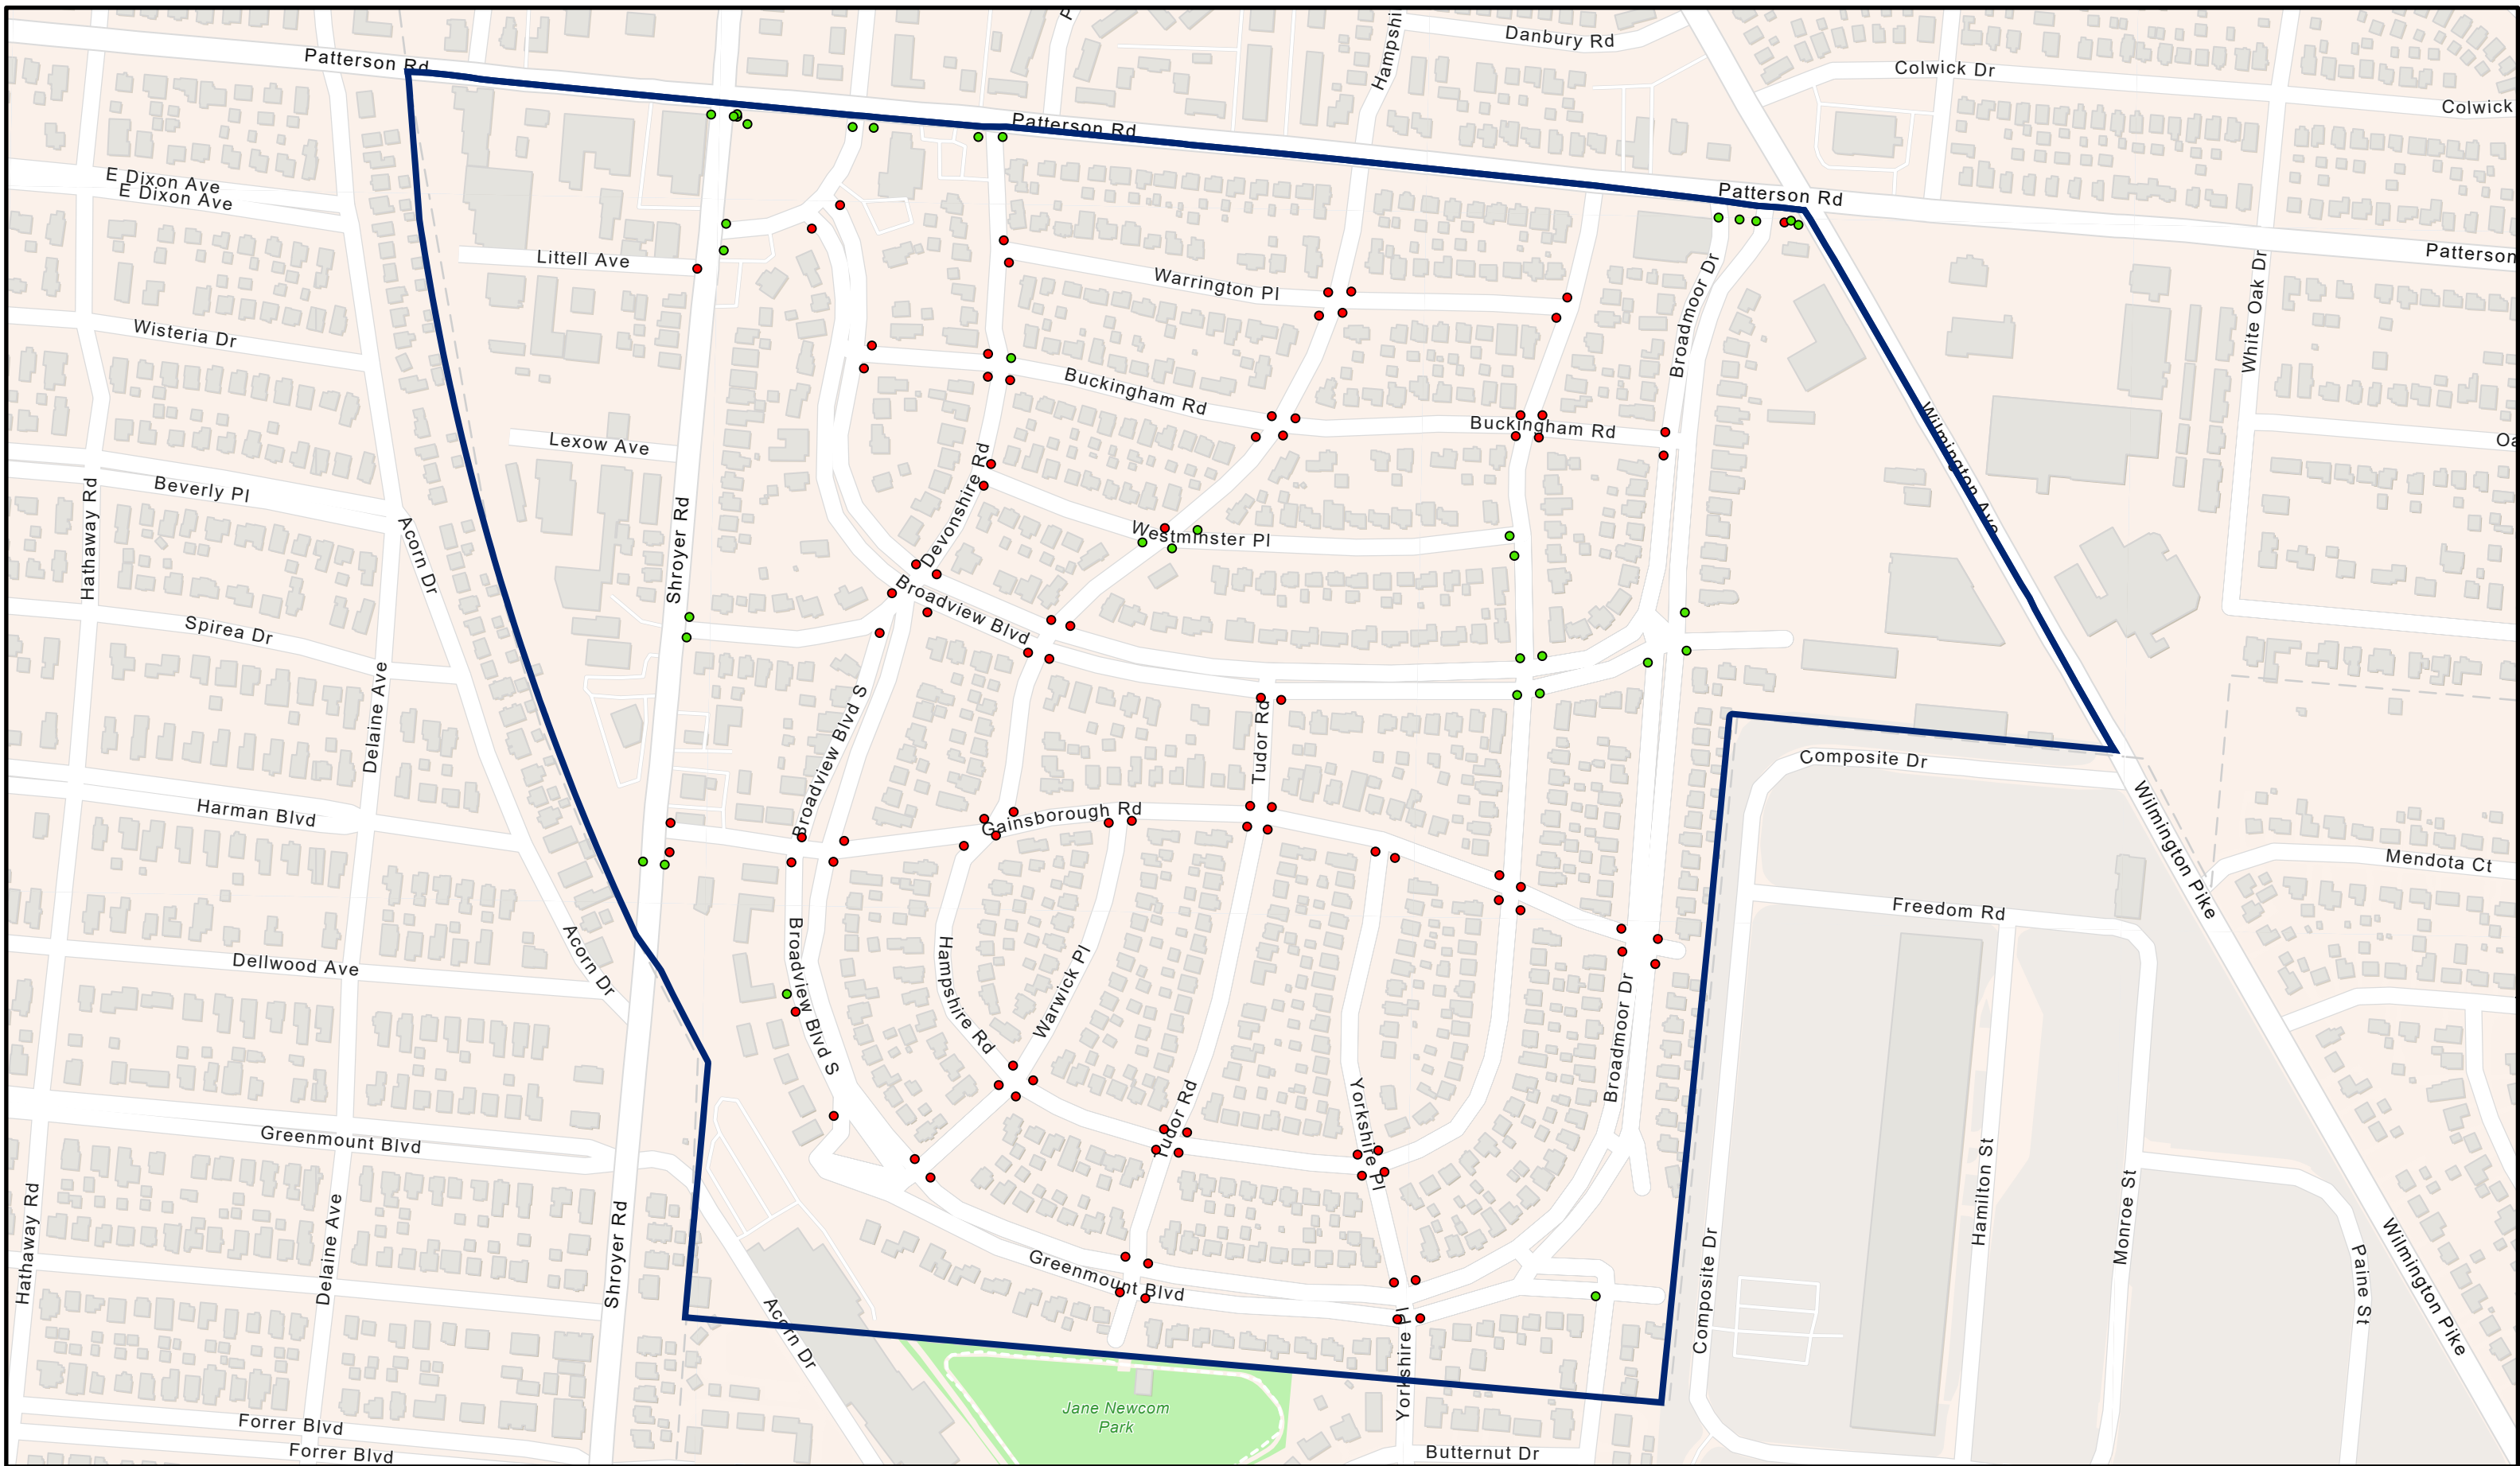 Hampshi
Danbury Rd
Patterson Rd
Colwick Dr
Colwick
Patterson Rd
E Dixon Ave
E Dixon Ave
Patterson Rd
Patterson
Littell Ave
Warrington Pl
Broadmoor Dr
White Oak Dr
Wisteria Dr
Buckingham Rd
Buckingham Rd
Lexow Ave
Wilmington Ave
Oa
Beverly Pl
Hathaway Rd
Acorn Dr
Shroyer Rd
Devonshire Rd
Westminster Pl
Broadview Blvd
Spirea Dr
Delaine Ave
Broadview Blvd S
Tudor Rd
Composite Dr
Harman Blvd
Gainsborough Rd
Wilmington Pike
Mendota Ct
Freedom Rd
Dellwood Ave
Acorn Dr
Broadview Blvd S
Hampshire Rd
Warwick Pl
Broadmoor Dr
Greenmount Blvd
Tudor Rd
Yorkshire Pl
Hamilton St
Monroe St
Hathaway Rd
Delaine Ave
Shroyer Rd
Greenmount Blvd
Composite Dr
Paine St
Wilmington Pike
Acorn Dr
Yorkshire Pl
Jane Newcom
Park
Forrer Blvd
Forrer Blvd
Butternut Dr